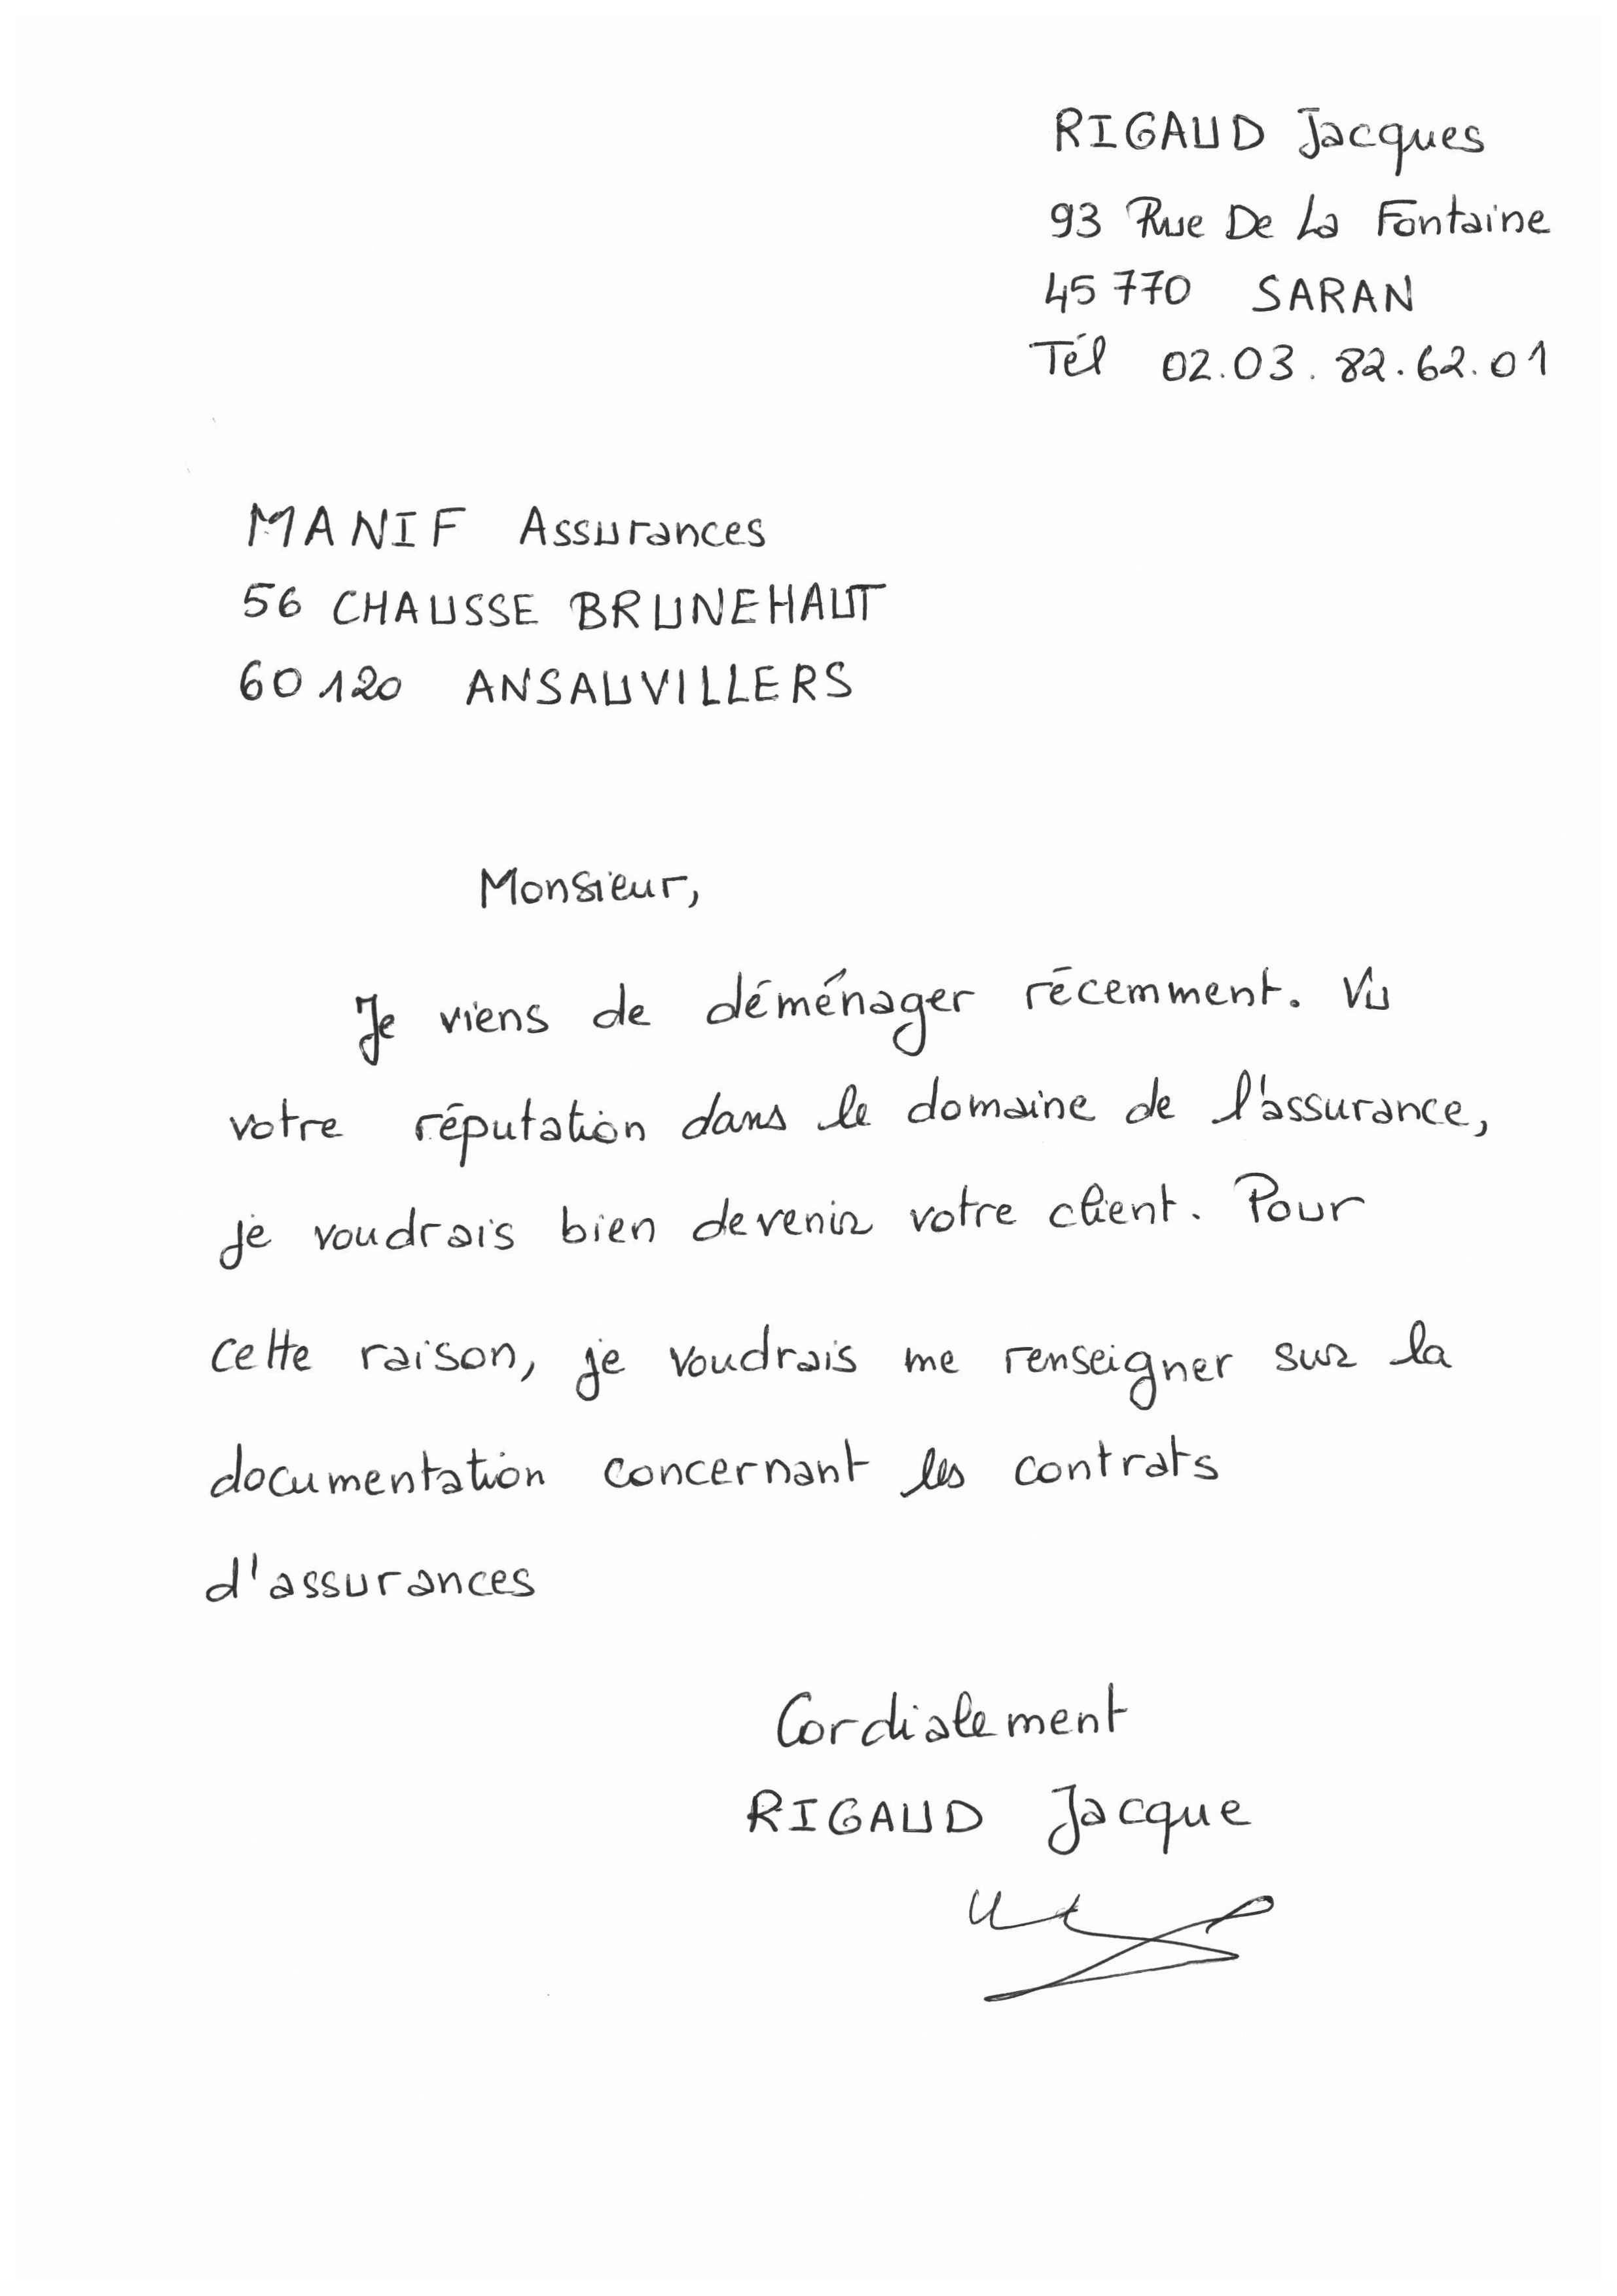 RIGAUD Jacques
93 Rue De La Fontaine
45 770 SARAN
Tél 02.03.82.62.01
MANIF Assurances
56 CHAUSSE BRUNEHAUT
60 120 ANSAUVILLERS
Monsieur,
Je viens de déménager récemment. Vu
votre réputation dans le domaine de l'assurance,
je voudrais bien devenir votre client. Pour
cette raison, je voudrais me renseigner sur la
documentation concernant les contrats
d'assurances
Cordialement
RIGAUD Jacque